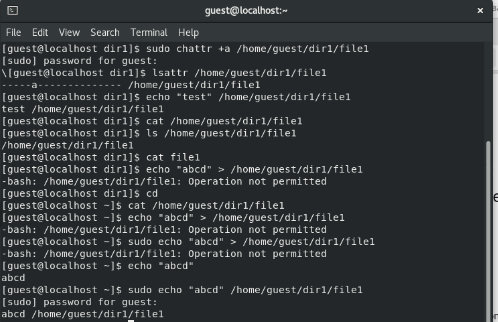 guest@localhost:~
File Edit View Search Terminal Help
[guest@localhost dir1]$ sudo chattr +a /home/guest/dir1/file1
[sudo] password for guest:
\[guest@localhost dir1]$ lsattr /home/guest/dir1/file1
-----a-------------- /home/guest/dir1/file1
[guest@localhost dir1]$ echo "test" /home/guest/dir1/file1
test /home/guest/dir1/file1
[guest@localhost dir1]$ cat /home/guest/dir1/file1
[guest@localhost dir1]$ ls /home/guest/dir1/file1
/home/guest/dir1/file1
[guest@localhost dir1]$ cat file1
[guest@localhost dir1]$ echo "abcd" > /home/guest/dir1/file1
-bash: /home/guest/dir1/file1: Operation not permitted
[guest@localhost dir1]$ cd
[guest@localhost ~]$ cat /home/guest/dir1/file1
[guest@localhost ~]$ echo "abcd" > /home/guest/dir1/file1
-bash: /home/guest/dir1/file1: Operation not permitted
[guest@localhost ~]$ sudo echo "abcd" > /home/guest/dir1/file1
-bash: /home/guest/dir1/file1: Operation not permitted
[guest@localhost ~]$ echo "abcd"
abcd
[guest@localhost ~]$ sudo echo "abcd" /home/guest/dir1/file1
[sudo] password for guest:
abcd /home/guest/dir1/file1